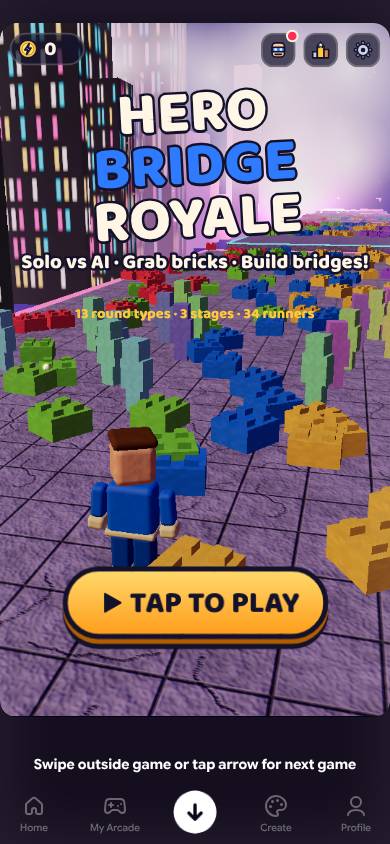 0
HERO
BRIDGE
ROYALE
Solo vs AI · Grab bricks · Build bridges!
13 round types · 3 stages · 34 runners
TAP TO PLAY
Swipe outside game or tap arrow for next game
Home
My Arcade
Create
Profile